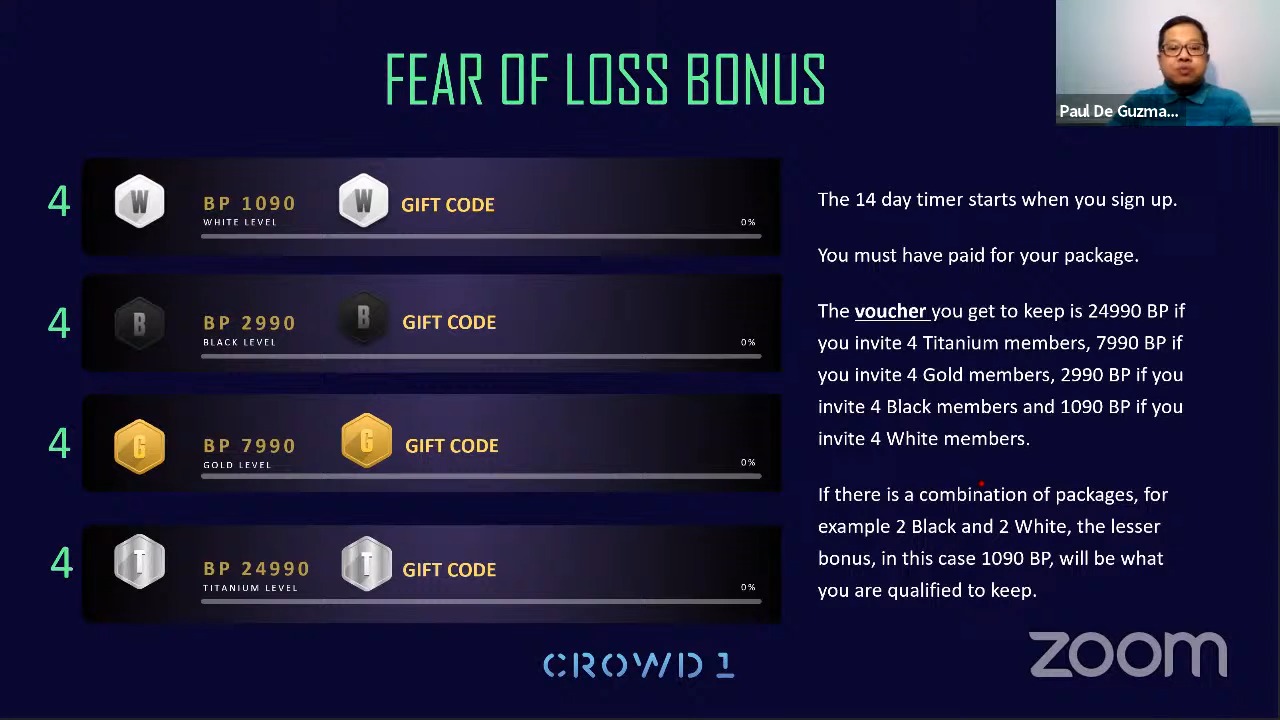 FEAR OF LOSS BONUS
Paul De Guzma...
4
W
BP 1090
WHITE LEVEL
W
GIFT CODE
0%
4
B
BP 2990
BLACK LEVEL
B
GIFT CODE
0%
4
G
BP 7990
GOLD LEVEL
G
GIFT CODE
0%
4
T
BP 24990
TITANIUM LEVEL
T
GIFT CODE
0%
The 14 day timer starts when you sign up.
You must have paid for your package.
The voucher you get to keep is 24990 BP if
you invite 4 Titanium members, 7990 BP if
you invite 4 Gold members, 2990 BP if you
invite 4 Black members and 1090 BP if you
invite 4 White members.
If there is a combination of packages, for
example 2 Black and 2 White, the lesser
bonus, in this case 1090 BP, will be what
you are qualified to keep.
CROWD 1
zoom